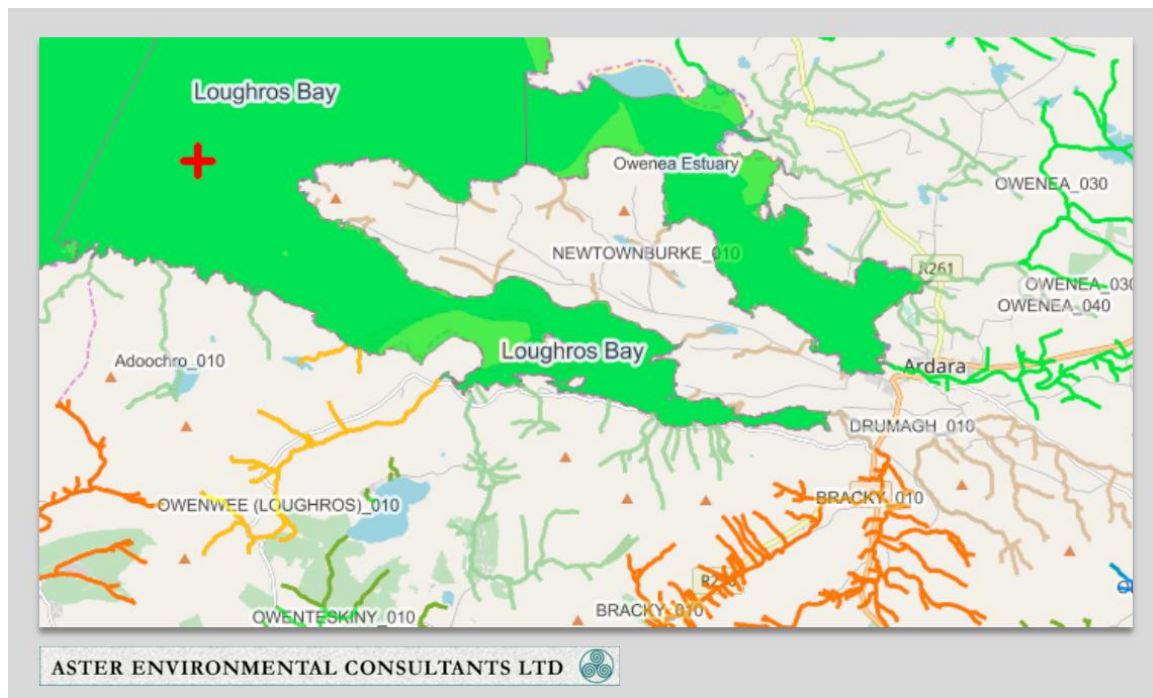 Loughros Bay
Owenea Estuary
OWENEA_030
NEWTOWNBURKE_010
R261
OWENEA_030
OWENEA_040
Loughros Bay
Adoochro_010
Ardara
DRUMAGH_010
OWENWEE (LOUGHROS)_010
BRACKY_010
BRACKY_010
OWENTESKINY_010
ASTER ENVIRONMENTAL CONSULTANTS LTD